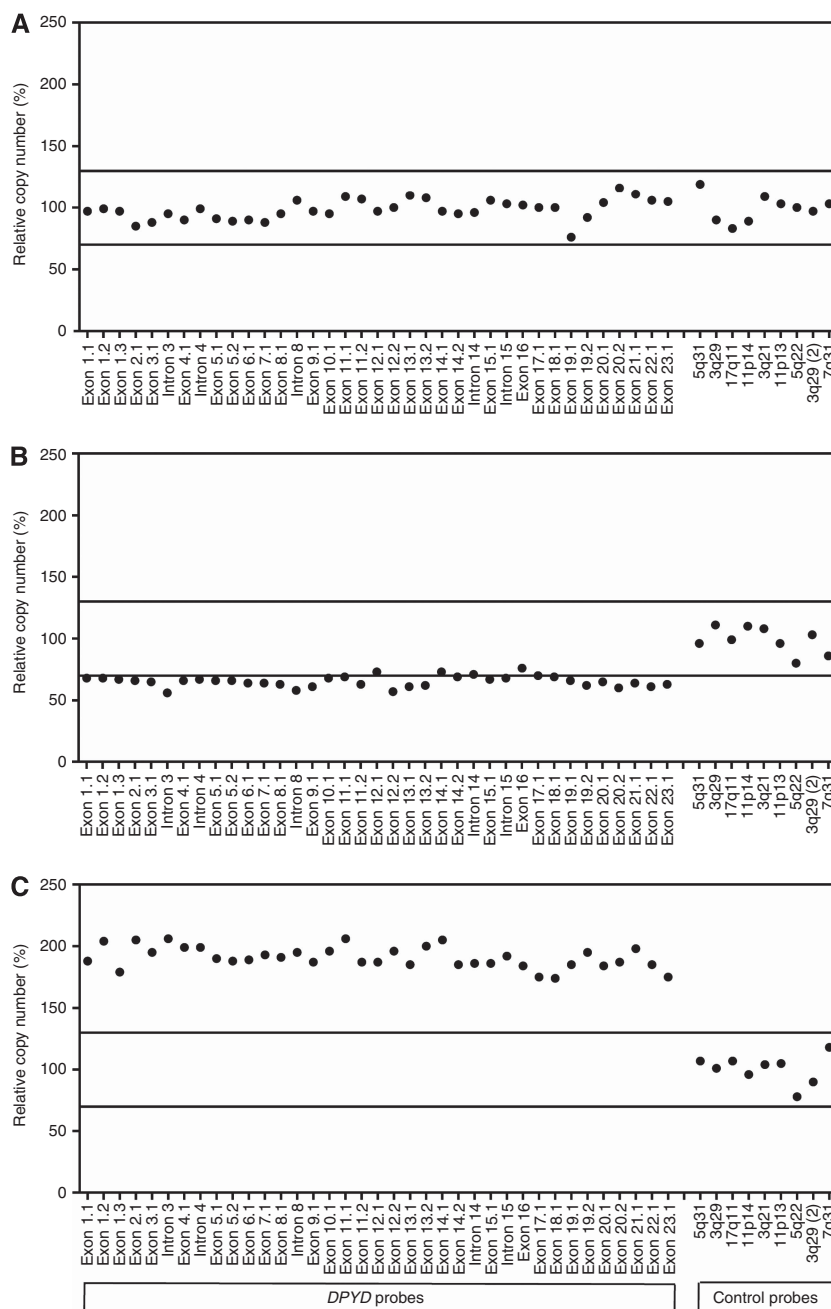 A
Relative copy number (%)
250
200
150
100
50
0
Exon 1.1
Exon 1.2
Exon 1.3
Exon 2.1
Exon 3.1
Intron 3
Exon 4.1
Intron 4
Exon 5.1
Exon 5.2
Exon 6.1
Exon 7.1
Exon 8.1
Intron 8
Exon 9.1
Exon 10.1
Exon 11.1
Exon 11.2
Exon 12.1
Exon 12.2
Exon 13.1
Exon 13.2
Exon 14.1
Exon 14.2
Intron 14
Exon 15.1
Intron 15
Exon 16
Exon 17.1
Exon 18.1
Exon 19.1
Exon 19.2
Exon 20.1
Exon 20.2
Exon 21.1
Exon 22.1
Exon 23.1
5q31
3q29
17q11
11p14
3q21
11p13
5q22
3q29 (2)
7q31
B
Relative copy number (%)
250
200
150
100
50
0
Exon 1.1
Exon 1.2
Exon 1.3
Exon 2.1
Exon 3.1
Intron 3
Exon 4.1
Intron 4
Exon 5.1
Exon 5.2
Exon 6.1
Exon 7.1
Exon 8.1
Intron 8
Exon 9.1
Exon 10.1
Exon 11.1
Exon 11.2
Exon 12.1
Exon 12.2
Exon 13.1
Exon 13.2
Exon 14.1
Exon 14.2
Intron 14
Exon 15.1
Intron 15
Exon 16
Exon 17.1
Exon 18.1
Exon 19.1
Exon 19.2
Exon 20.1
Exon 20.2
Exon 21.1
Exon 22.1
Exon 23.1
5q31
3q29
17q11
11p14
3q21
11p13
5q22
3q29 (2)
7q31
C
Relative copy number (%)
250
200
150
100
50
0
Exon 1.1
Exon 1.2
Exon 1.3
Exon 2.1
Exon 3.1
Intron 3
Exon 4.1
Intron 4
Exon 5.1
Exon 5.2
Exon 6.1
Exon 7.1
Exon 8.1
Intron 8
Exon 9.1
Exon 10.1
Exon 11.1
Exon 11.2
Exon 12.1
Exon 12.2
Exon 13.1
Exon 13.2
Exon 14.1
Exon 14.2
Intron 14
Exon 15.1
Intron 15
Exon 16
Exon 17.1
Exon 18.1
Exon 19.1
Exon 19.2
Exon 20.1
Exon 20.2
Exon 21.1
Exon 22.1
Exon 23.1
5q31
3q29
17q11
11p14
3q21
11p13
5q22
3q29 (2)
7q31
DPYD probes
Control probes